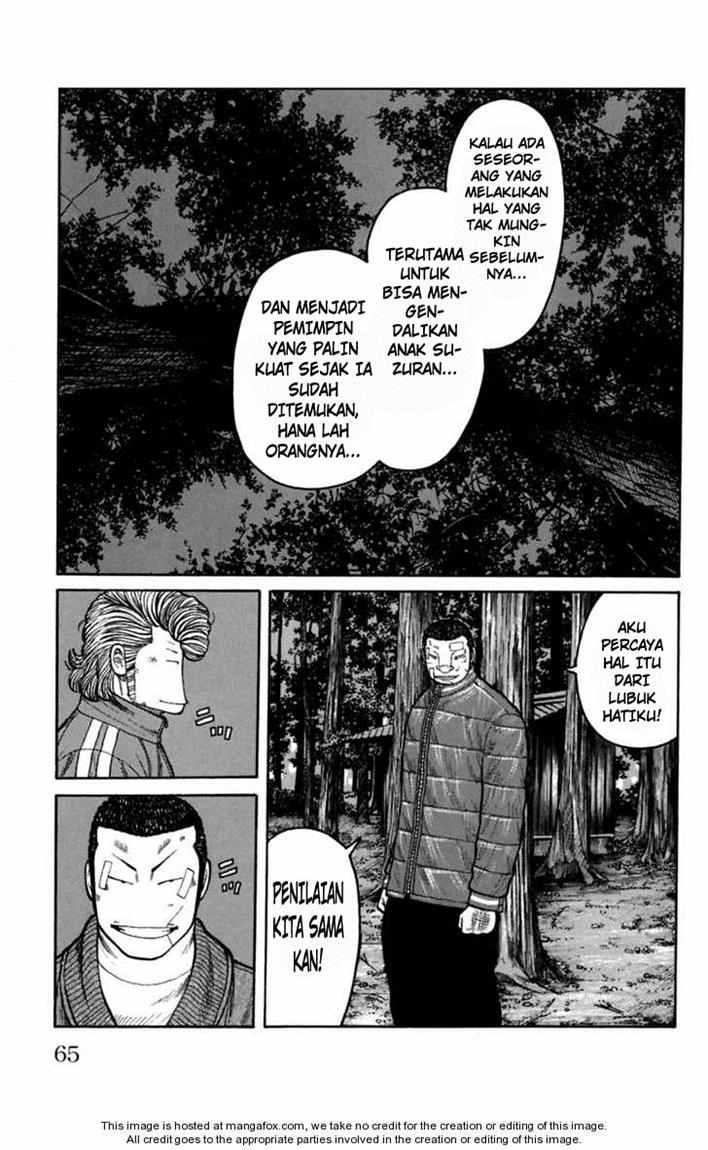 KALAU ADA
SESEOR-
ANG YANG
MELAKUKAN
HAL YANG
TAK MUNG-
KIN
SEBELUM-
NYA...
TERUTAMA
UNTUK
BISA MEN-
GEN-
DALIKAN
ANAK SU-
ZURAN...
DAN MENJADI
PEMIMPIN
YANG PALIN
KUAT SEJAK IA
SUDAH
DITEMUKAN,
HANA LAH
ORANGNYA...
AKU
PERCAYA
HAL ITU
DARI
LUBUK
HATIKU!
PENILAIAN
KITA SAMA
KAN!
65
This image is hosted at mangafox.com, we take no credit for the creation or editing of this image.
All credit goes to the appropriate parties involved in the creation or editing of this image.